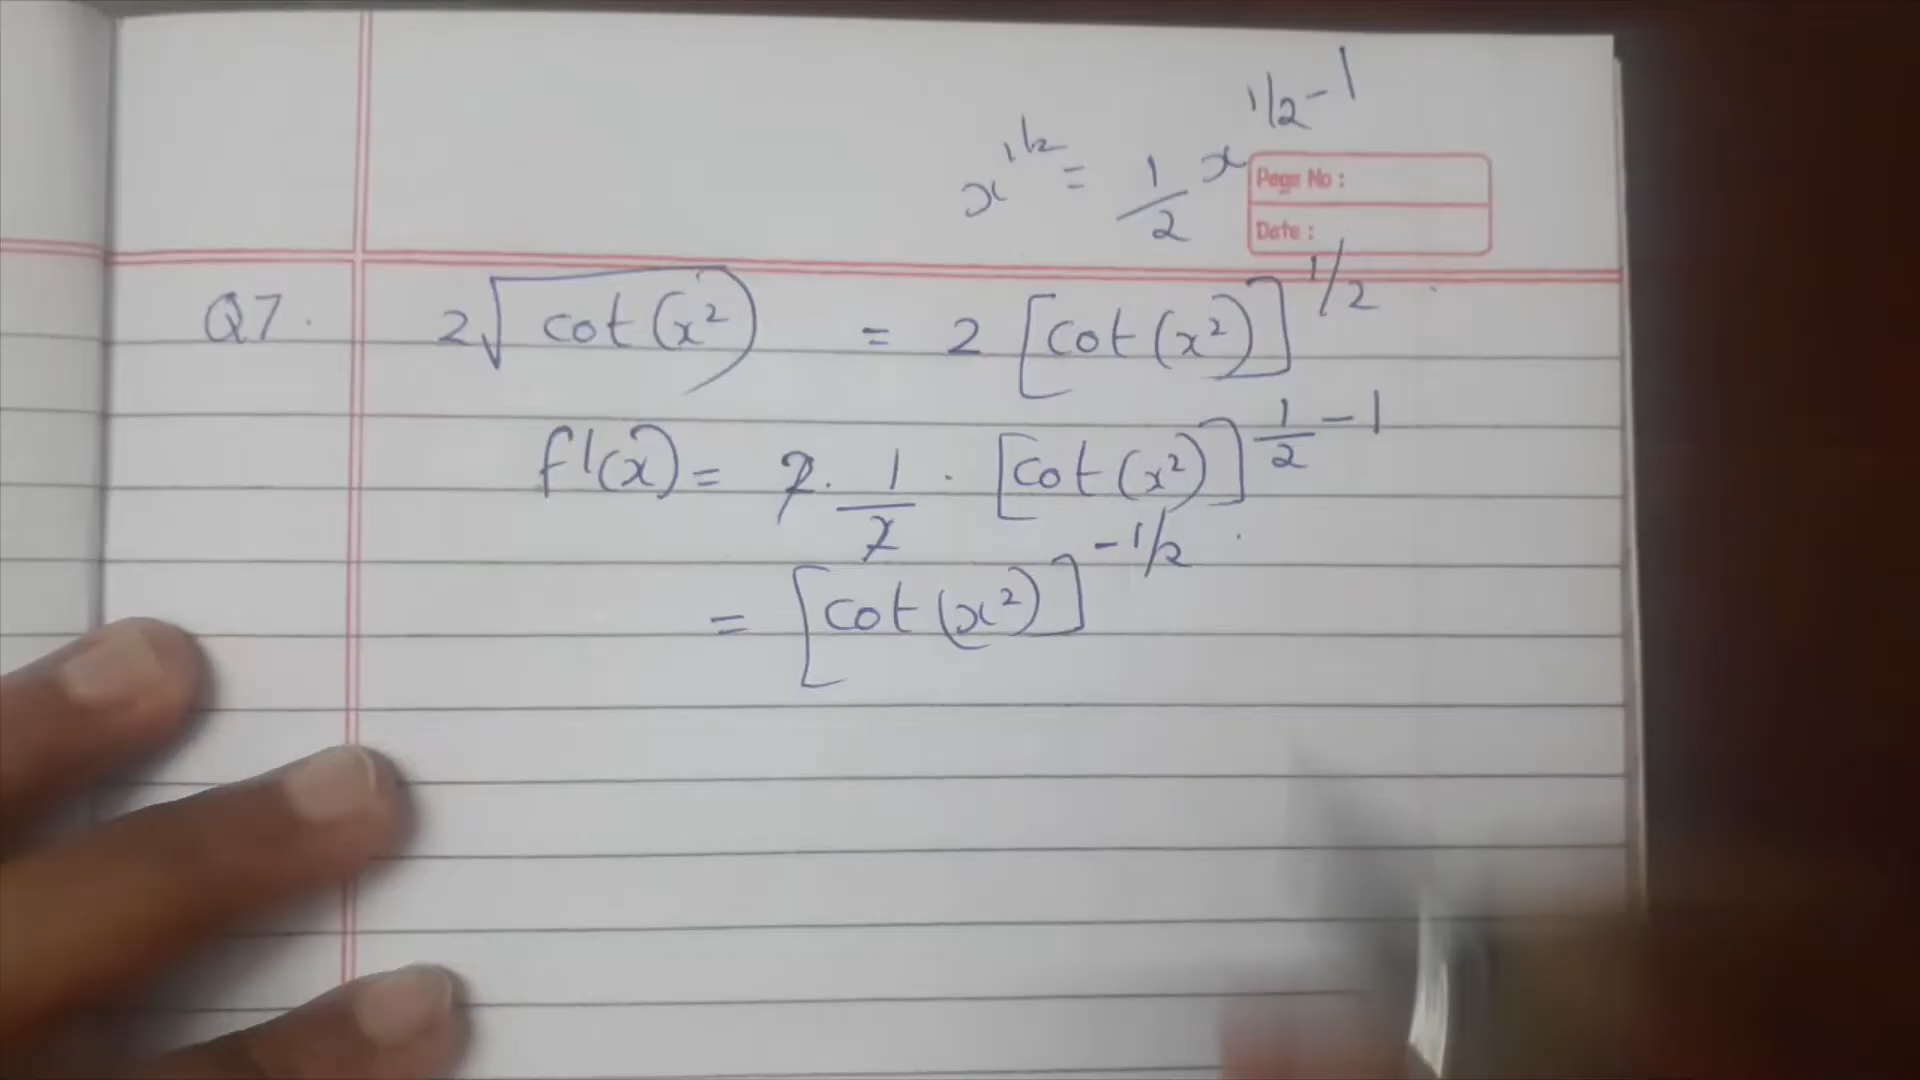 x^{1/2} = 1/2 x^{1/2 - 1}
Page No :
Date :
Q7. 2√cot(x²) = 2 [cot(x²)]^{1/2}
f'(x) = 2 · 1/2 · [cot(x²)]^{1/2 - 1}
= [cot(x²)]^{-1/2} ·